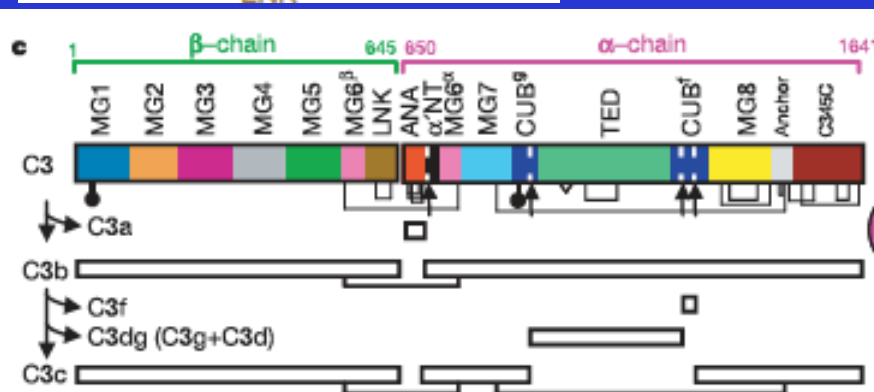 c
1 β–chain 645 650 α–chain 1641
MG1 MG2 MG3 MG4 MG5 MG6β LNK ANA α'NT MG6α MG7 CUBg TED CUBf MG8 Anchor C345C
C3
C3a
C3b
C3f
C3dg (C3g+C3d)
C3c